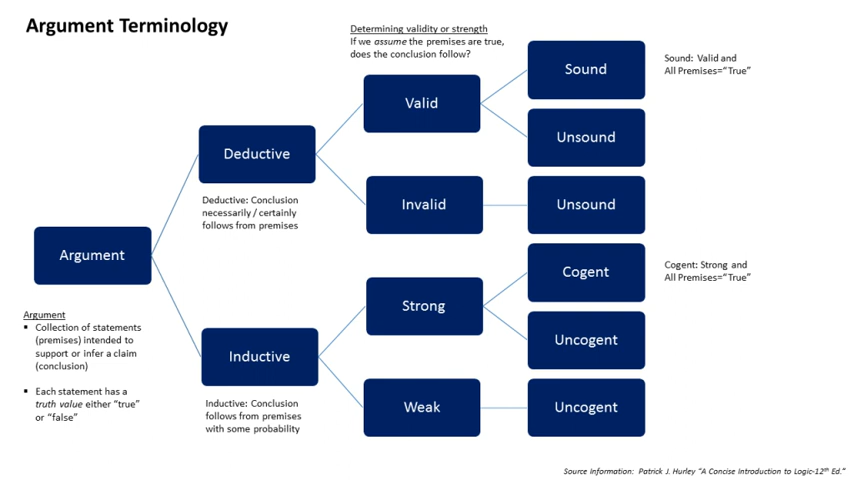 Argument Terminology
Determining validity or strength
If we assume the premises are true,
does the conclusion follow?
Sound
Sound: Valid and
All Premises=“True”
Valid
Unsound
Deductive
Deductive: Conclusion
necessarily / certainly
follows from premises
Invalid
Unsound
Argument
Argument
▪ Collection of statements
(premises) intended to
support or infer a claim
(conclusion)
▪ Each statement has a
truth value either “true”
or “false”
Cogent
Cogent: Strong and
All Premises=“True”
Strong
Uncogent
Inductive
Inductive: Conclusion
follows from premises
with some probability
Weak
Uncogent
Source Information: Patrick J. Hurley “A Concise Introduction to Logic-12th Ed.”